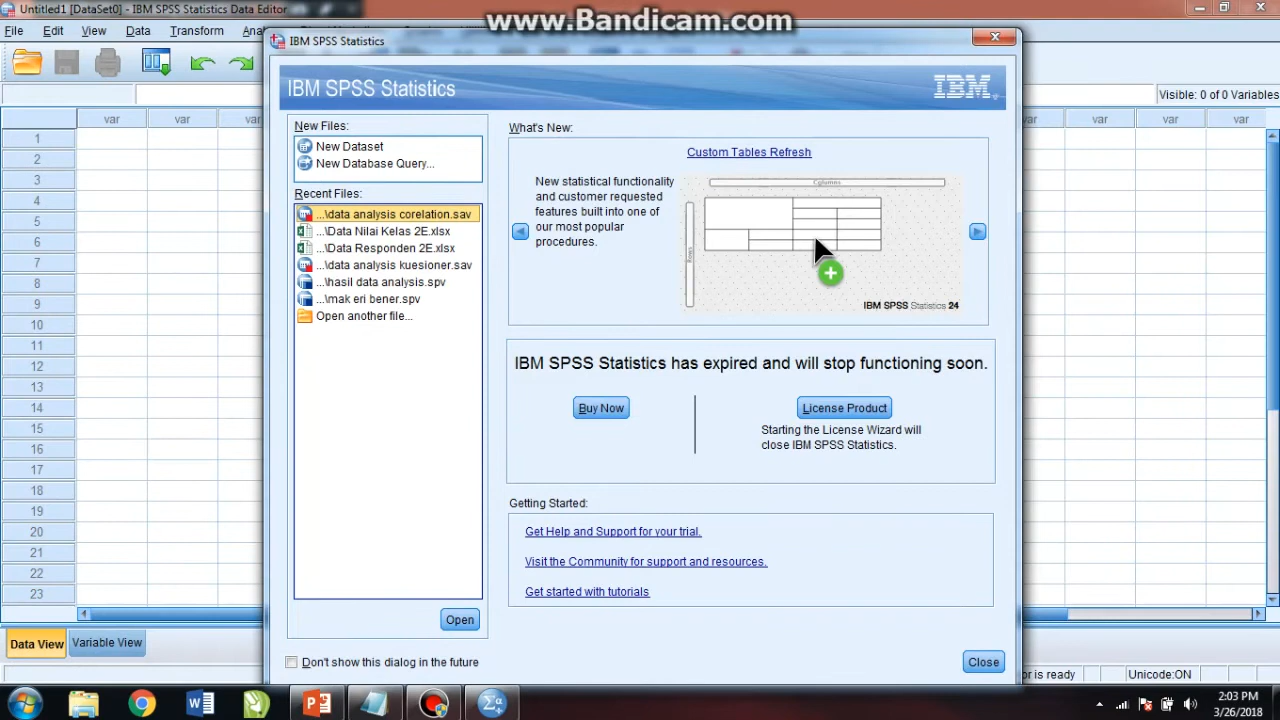 Untitled1 [DataSet0] - IBM SPSS Statistics Data Editor
www.Bandicam.com
File Edit View Data Transform
IBM SPSS Statistics
IBM SPSS Statistics
IBM
Visible: 0 of 0 Variables
var var var var var var
1
2
3
4
5
6
7
8
9
10
11
12
13
14
15
16
17
18
19
20
21
22
23
New Files:
New Dataset
New Database Query...
Recent Files:
...\data analysis corelation.sav
...\Data Nilai Kelas 2E.xlsx
...\Data Responden 2E.xlsx
...\data analysis kuesioner.sav
...\hasil data analysis.spv
...\mak eri bener.spv
Open another file...
Open
What's New:
Custom Tables Refresh
New statistical functionality
and customer requested
features built into one of
our most popular
procedures.
Columns
Rows
IBM SPSS Statistics 24
IBM SPSS Statistics has expired and will stop functioning soon.
Buy Now
License Product
Starting the License Wizard will
close IBM SPSS Statistics.
Getting Started:
Get Help and Support for your trial.
Visit the Community for support and resources.
Get started with tutorials
Don't show this dialog in the future
Close
Data View Variable View
is ready Unicode:ON
2:03 PM
3/26/2018